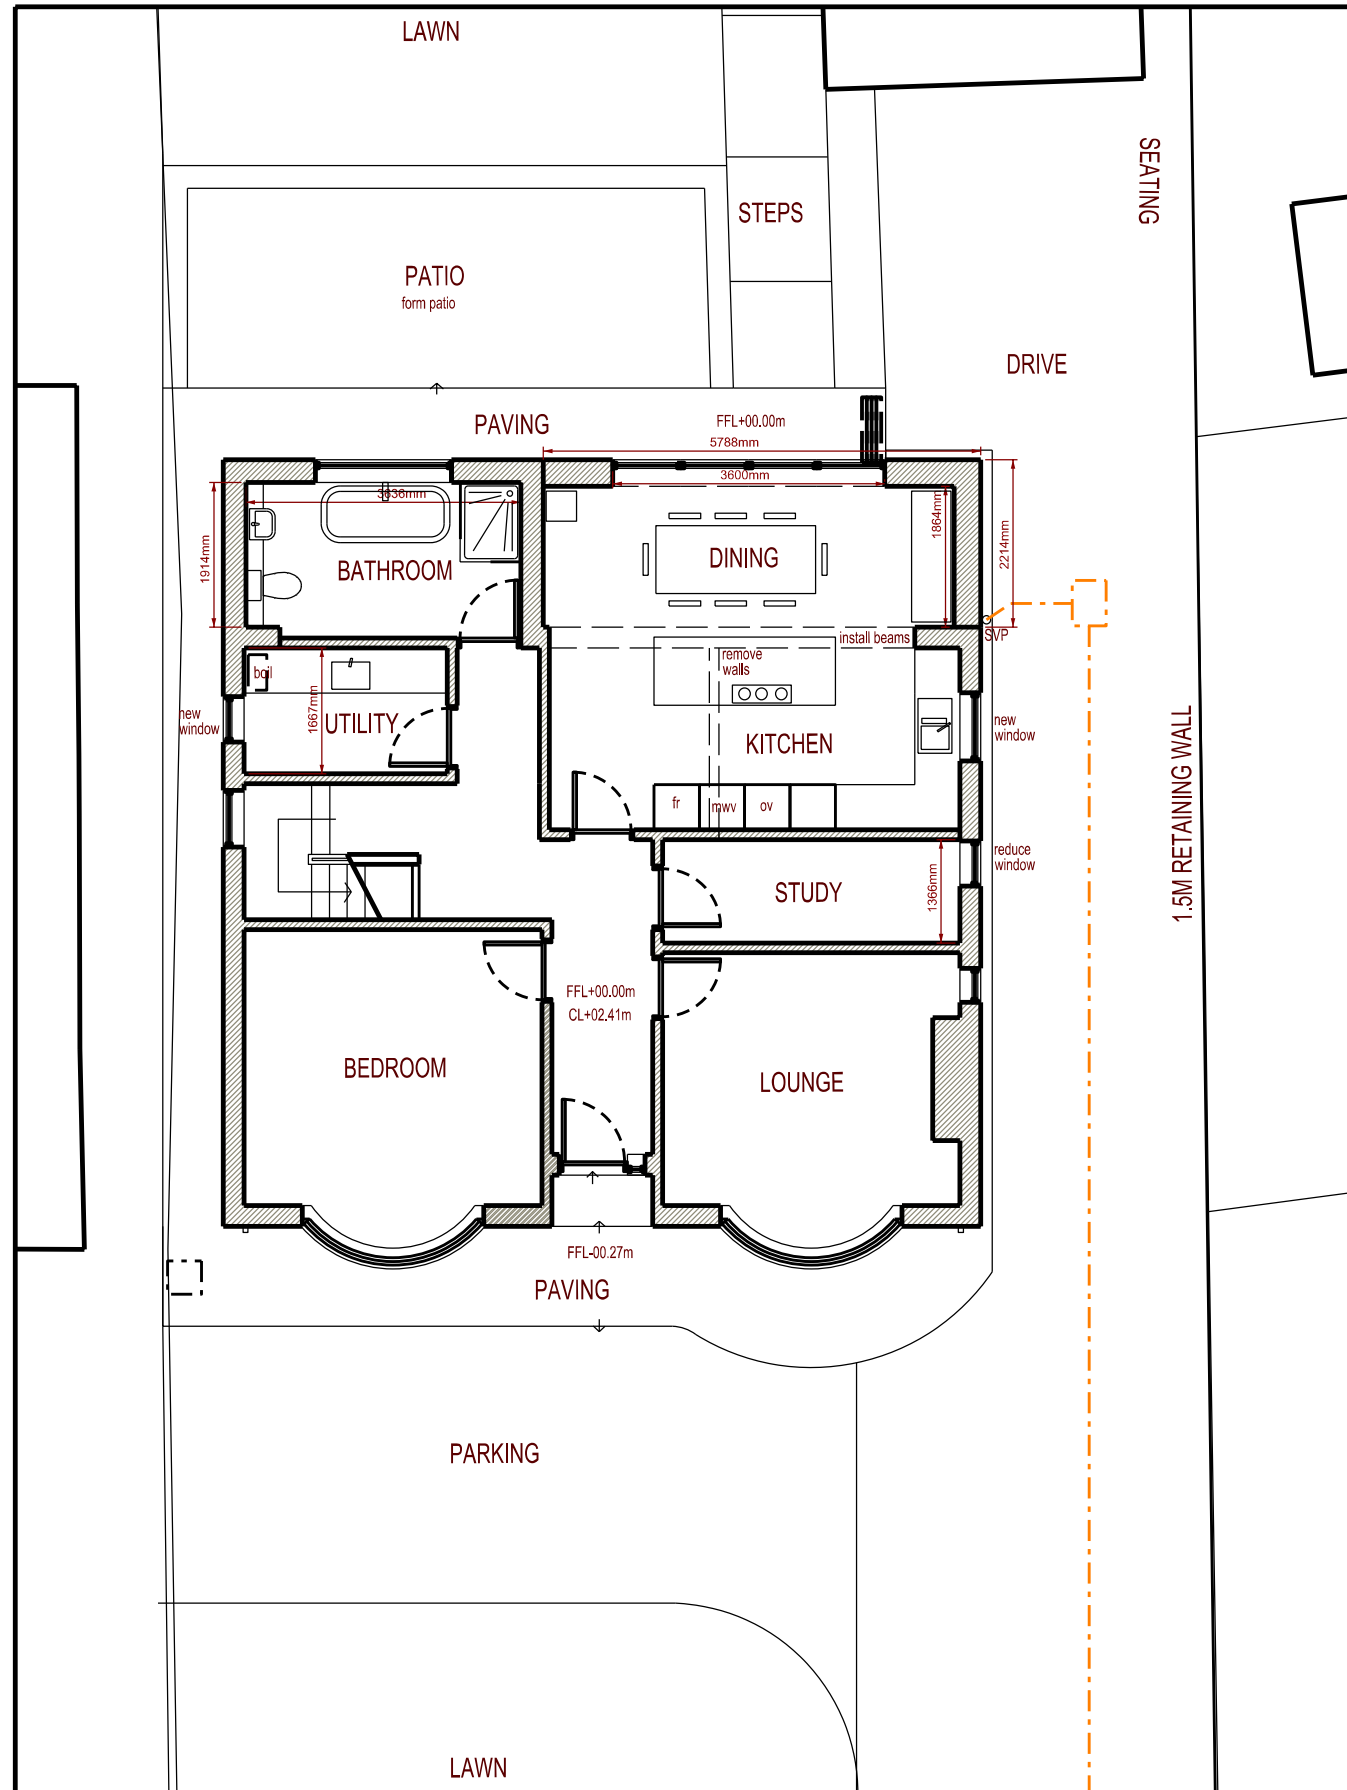 LAWN
SEATING
STEPS
PATIO
form patio
DRIVE
PAVING
FFL+00.00m
5788mm
3600mm
3636mm
1914mm
1864mm
2214mm
BATHROOM
DINING
install beams
SVP
remove
walls
boil
1667mm
UTILITY
new
window
KITCHEN
new
window
fr
mwv
ov
reduce
window
STUDY
1366mm
1.5M RETAINING WALL
FFL+00.00m
CL+02.41m
BEDROOM
LOUNGE
FFL-00.27m
PAVING
PARKING
LAWN